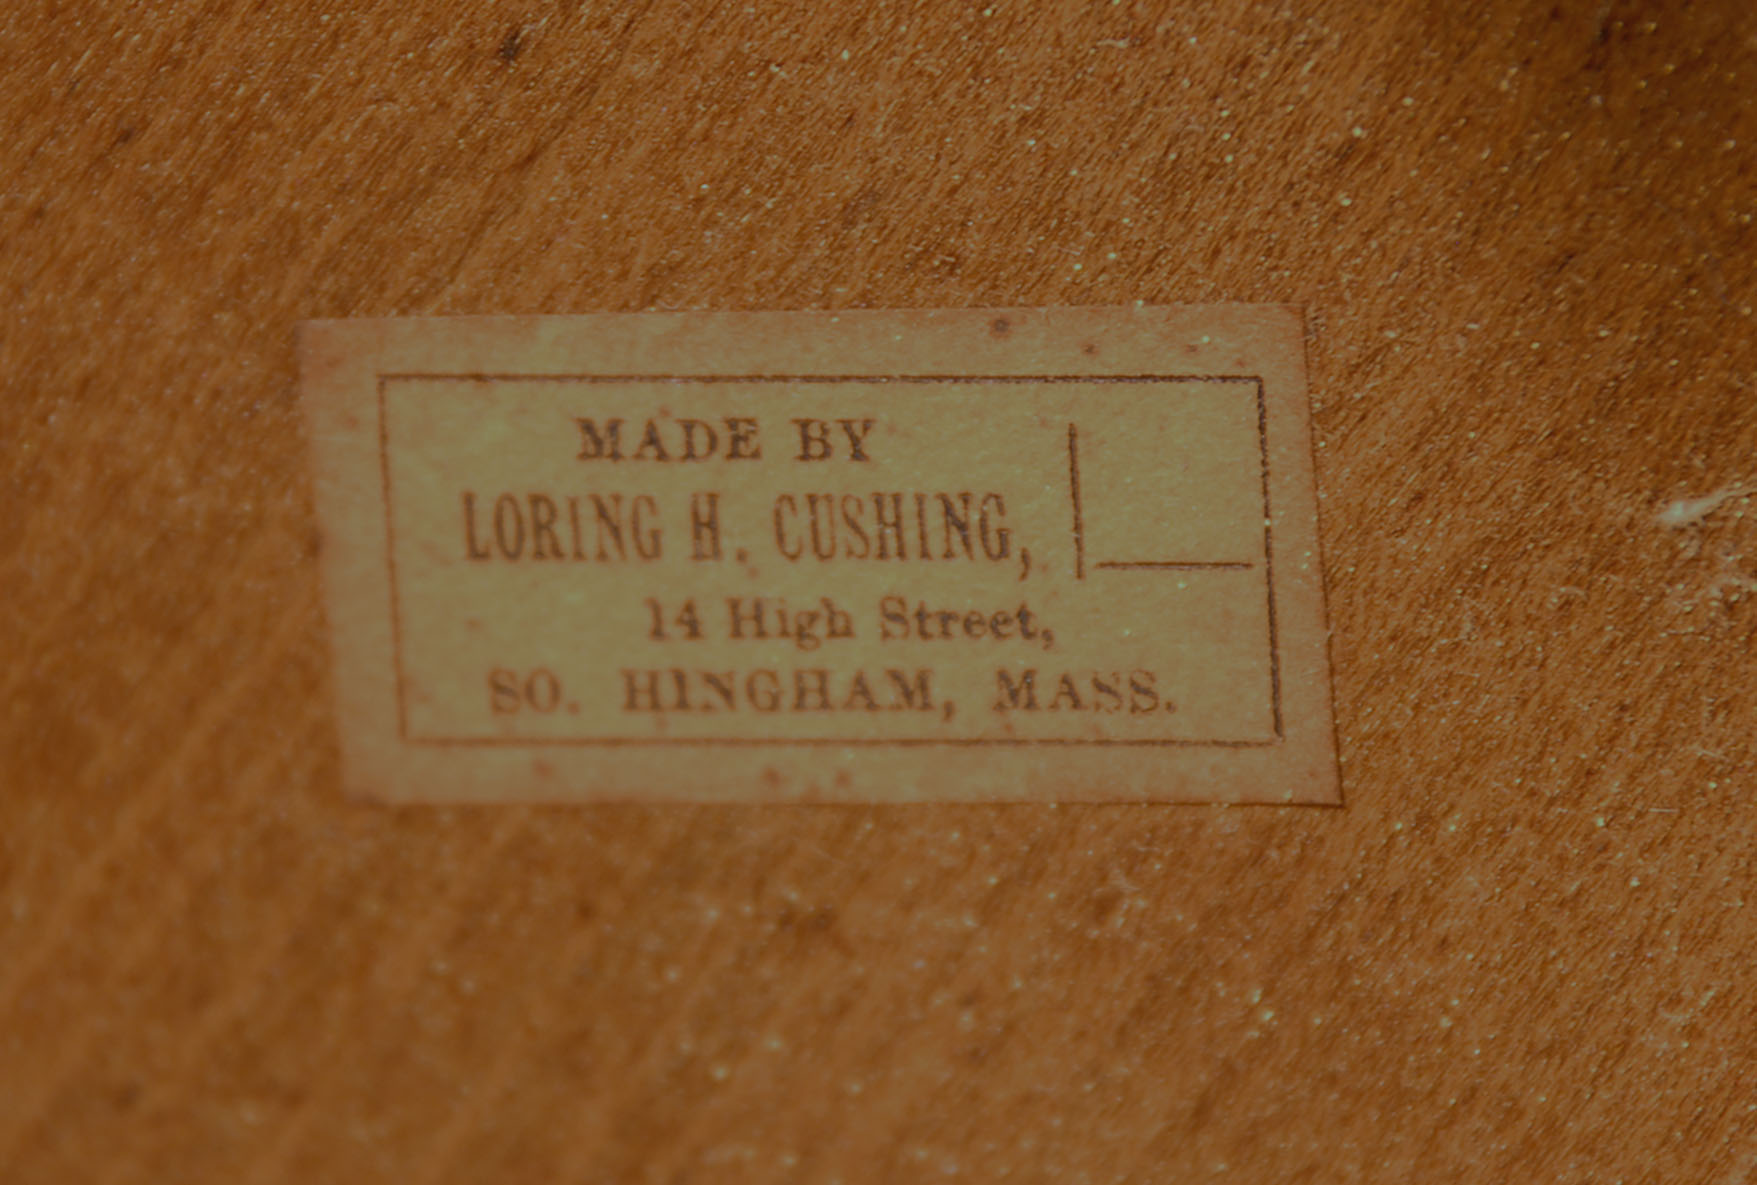 MADE BY
LORING H. CUSHING,
14 High Street,
SO. HINGHAM, MASS.